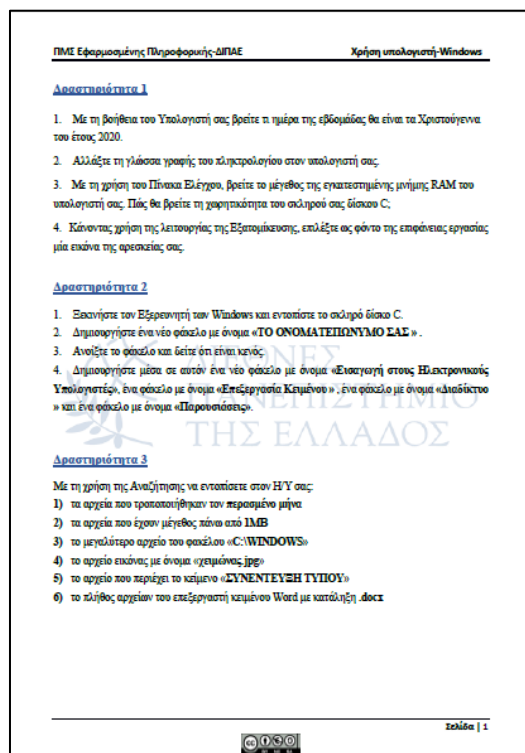 ΠΜΣ Εφαρμοσμένης Πληροφορικής-ΔΙΠΑΕ Χρήση υπολογιστή-Windows
Δραστηριότητα 1
1. Με τη βοήθεια του Υπολογιστή σας βρείτε τι ημέρα της εβδομάδας θα είναι τα Χριστούγεννα
του έτους 2020.
2. Αλλάξτε τη γλώσσα γραφής του πληκτρολογίου στον υπολογιστή σας.
3. Με τη χρήση του Πίνακα Ελέγχου, βρείτε το μέγεθος της εγκατεστημένης μνήμης RAM του
υπολογιστή σας. Πώς θα βρείτε τη χωρητικότητα του σκληρού σας δίσκου C;
4. Κάνοντας χρήση της λειτουργίας της Εξατομίκευσης, επιλέξτε ως φόντο της επιφάνειας εργασίας
μία εικόνα της αρεσκείας σας.
Δραστηριότητα 2
1. Ξεκινήστε τον Εξερευνητή των Windows και εντοπίστε το σκληρό δίσκο C.
2. Δημιουργήστε ένα νέο φάκελο με όνομα «ΤΟ ΟΝΟΜΑΤΕΠΩΝΥΜΟ ΣΑΣ» .
3. Ανοίξτε το φάκελο και δείτε ότι είναι κενός.
4. Δημιουργήστε μέσα σε αυτόν ένα νέο φάκελο με όνομα «Εισαγωγή στους Ηλεκτρονικούς
Υπολογιστές», ένα φάκελο με όνομα «Επεξεργασία Κειμένου » , ένα φάκελο με όνομα «Διαδίκτυο
» και ένα φάκελο με όνομα «Παρουσιάσεις».
ΔΙΕΘΝΕΣ
ΠΑΝΕΠΙΣΤΗΜΙΟ
ΤΗΣ ΕΛΛΑΔΟΣ
Δραστηριότητα 3
Με τη χρήση της Αναζήτησης να εντοπίσετε στον Η/Υ σας:
1) τα αρχεία που τροποποιήθηκαν τον περασμένο μήνα
2) τα αρχεία που έχουν μέγεθος πάνω από 1MB
3) το μεγαλύτερο αρχείο του φακέλου «C:\WINDOWS»
4) το αρχείο εικόνας με όνομα «χειμώνας.jpg»
5) το αρχείο που περιέχει το κείμενο «ΣΥΝΕΝΤΕΥΞΗ ΤΥΠΟΥ»
6) το πλήθος αρχείων του επεξεργαστή κειμένου Word με κατάληξη .docx
Σελίδα | 1